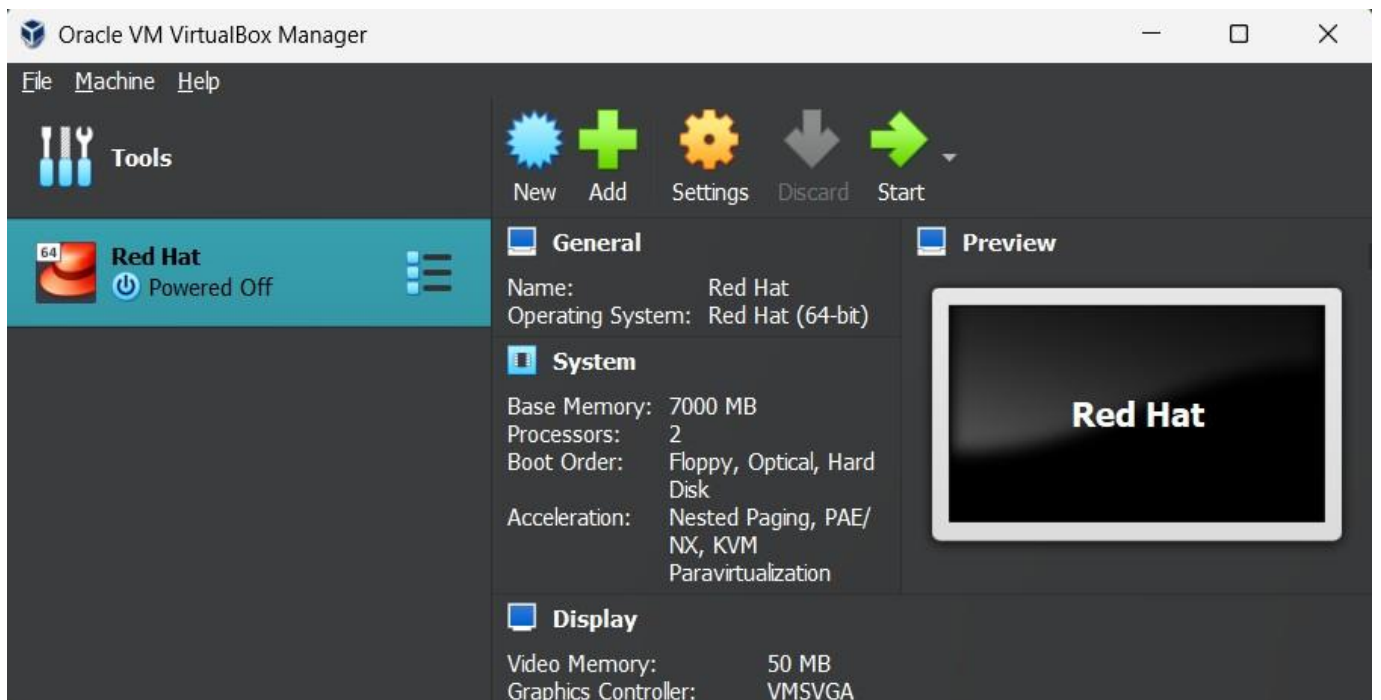 Oracle VM VirtualBox Manager
File Machine Help
Tools
New Add Settings Discard Start
64
Red Hat
Powered Off
General
Name: Red Hat
Operating System: Red Hat (64-bit)
System
Base Memory: 7000 MB
Processors: 2
Boot Order: Floppy, Optical, Hard
Disk
Acceleration: Nested Paging, PAE/
NX, KVM
Paravirtualization
Preview
Red Hat
Display
Video Memory: 50 MB
Graphics Controller: VMSVGA